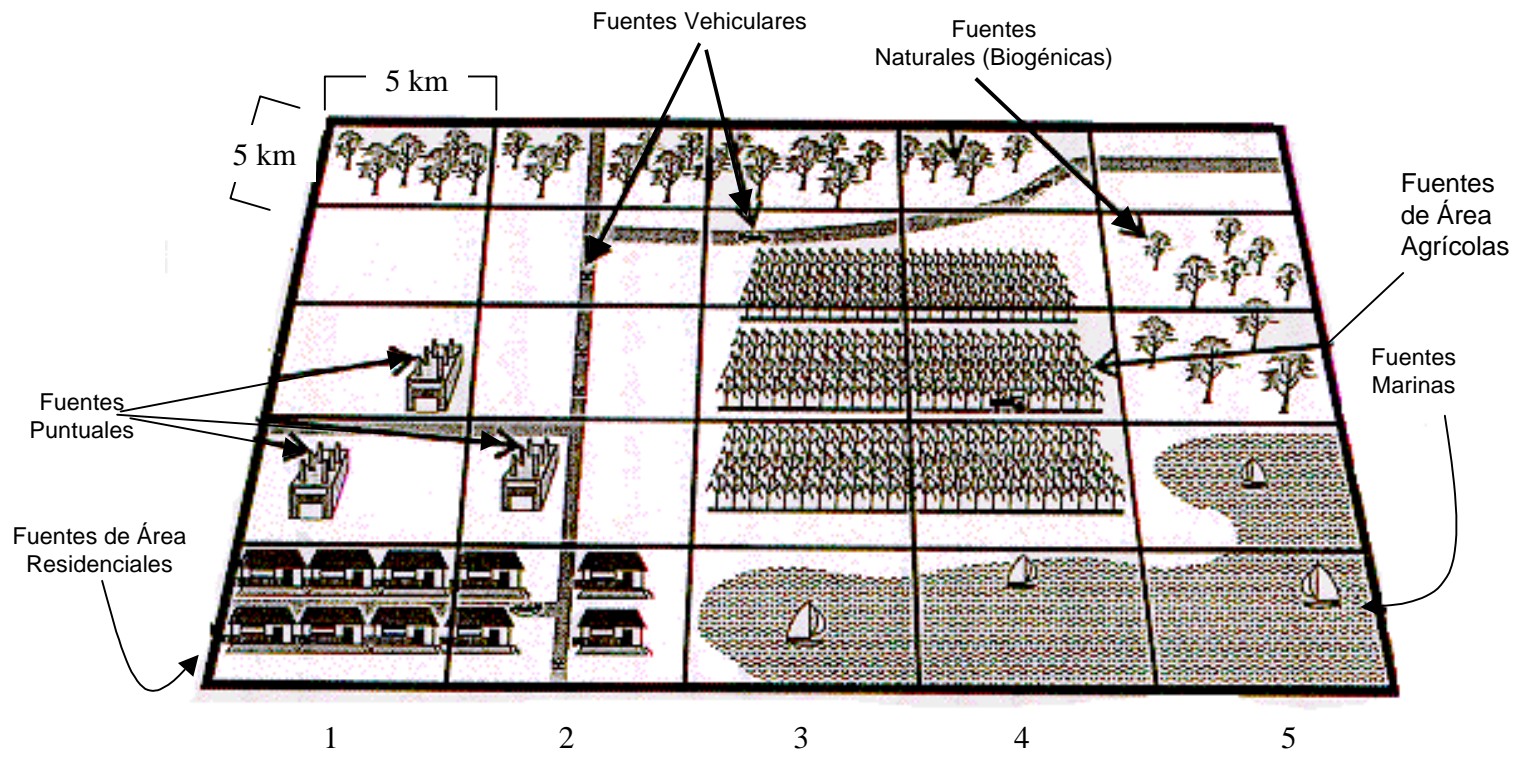 Fuentes Vehiculares
Fuentes
Naturales (Biogénicas)
5 km
5 km
Fuentes
de Área
Agrícolas
Fuentes
Marinas
Fuentes
Puntuales
Fuentes de Área
Residenciales
1 2 3 4 5